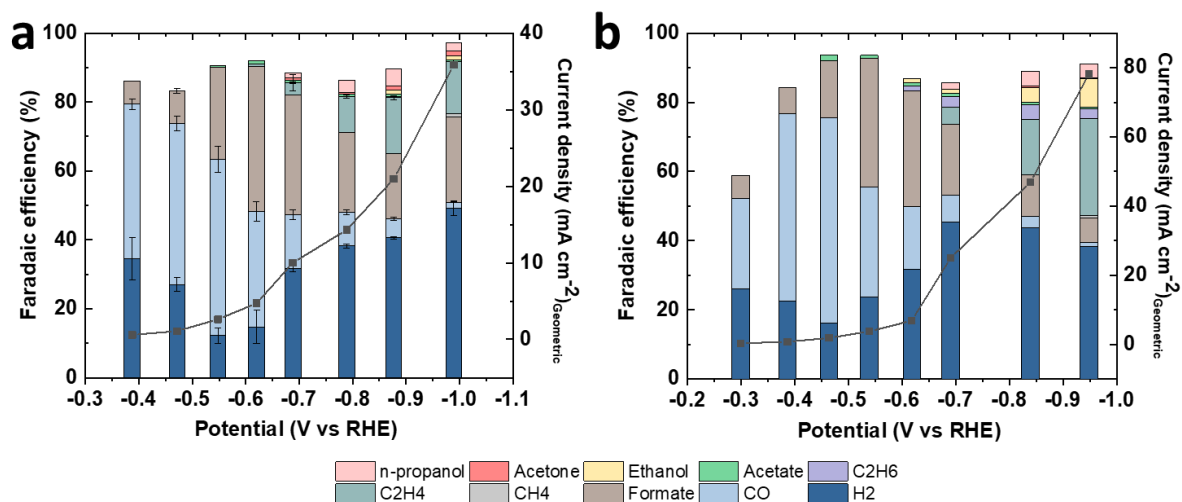 a
100
80
60
40
20
0
Faradaic efficiency (%)
40
30
20
10
0
Current density (mA cm-2)Geometric
-0.3 -0.4 -0.5 -0.6 -0.7 -0.8 -0.9 -1.0 -1.1
Potential (V vs RHE)
b
100
80
60
40
20
0
Faradaic efficiency (%)
80
60
40
20
0
Current density (mA cm-2)Geometric
-0.2 -0.3 -0.4 -0.5 -0.6 -0.7 -0.8 -0.9 -1.0
Potential (V vs RHE)
n-propanol Acetone Ethanol Acetate C2H6
C2H4 CH4 Formate CO H2